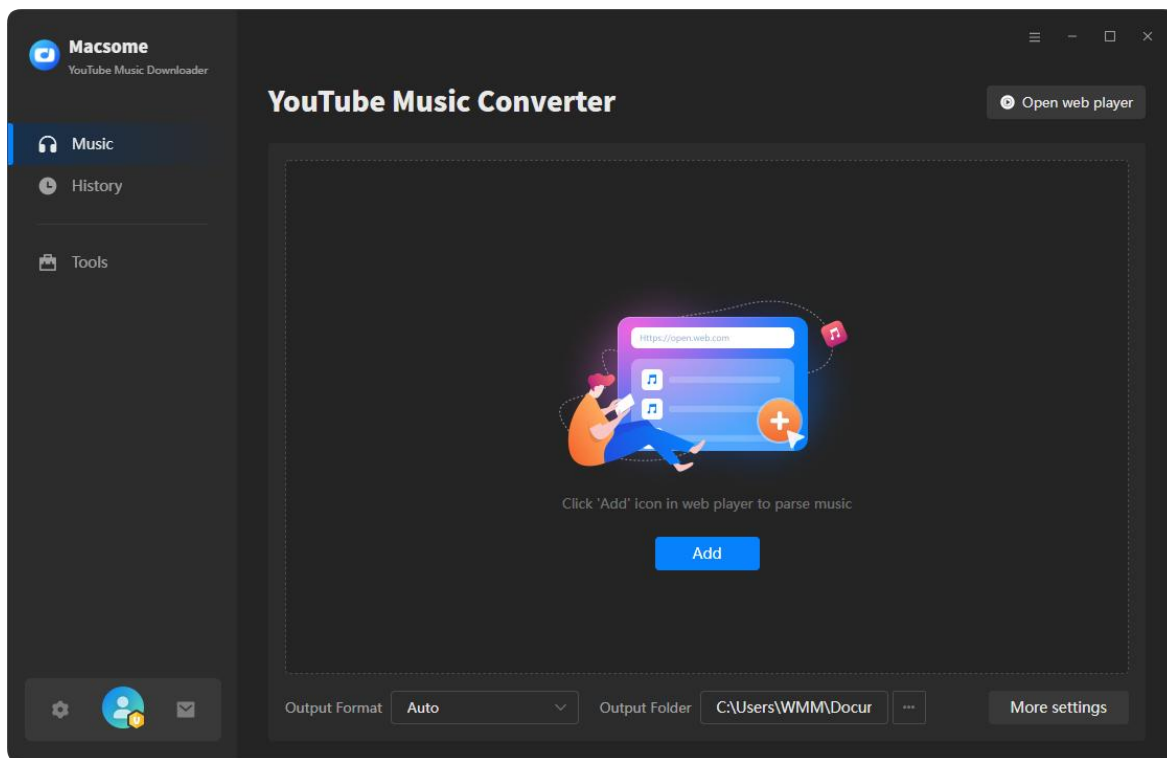 Macsome
YouTube Music Downloader
Music
History
Tools
YouTube Music Converter
Open web player
Https://open.web.com
Click 'Add' icon in web player to parse music
Add
Output Format
Auto
Output Folder
C:\Users\WMM\Docur
...
More settings